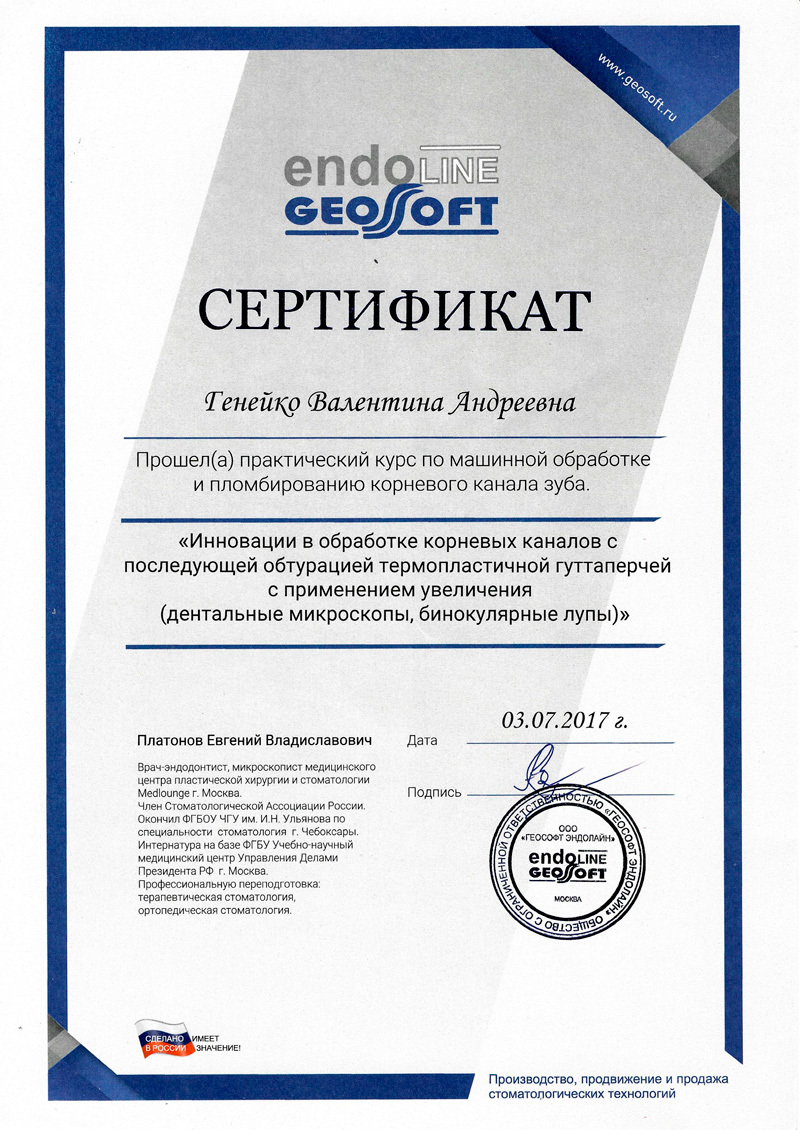 www.geosoft.ru
endoLINE
GEOSOFT
СЕРТИФИКАТ
Генейко Валентина Андреевна
Прошел(а) практический курс по машинной обработке
и пломбированию корневого канала зуба.
«Инновации в обработке корневых каналов с
последующей обтурацией термопластичной гуттаперчей
с применением увеличения
(дентальные микроскопы, бинокулярные лупы)»
Платонов Евгений Владиславович
Врач-эндодонтист, микроскопист медицинского
центра пластической хирургии и стоматологии
Medlounge г. Москва.
Член Стоматологической Ассоциации России.
Окончил ФГБОУ ЧГУ им. И.Н. Ульянова по
специальности стоматология г. Чебоксары.
Интернатура на базе ФГБУ Учебно-научный
медицинский центр Управления Делами
Президента РФ г. Москва.
Профессиональную переподготовка:
терапевтическая стоматология,
ортопедическая стоматология.
Дата 03.07.2017 г.
Подпись
ОБЩЕСТВО С ОГРАНИЧЕННОЙ ОТВЕТСТВЕННОСТЬЮ «ГЕОСОФТ ЭНДОЛАЙН»
ООО
«ГЕОСОФТ ЭНДОЛАЙН»
endoLINE
GEOSOFT
МОСКВА
СДЕЛАНО ИМЕЕТ
В РОССИИ ЗНАЧЕНИЕ!
Производство, продвижение и продажа
стоматологических технологий